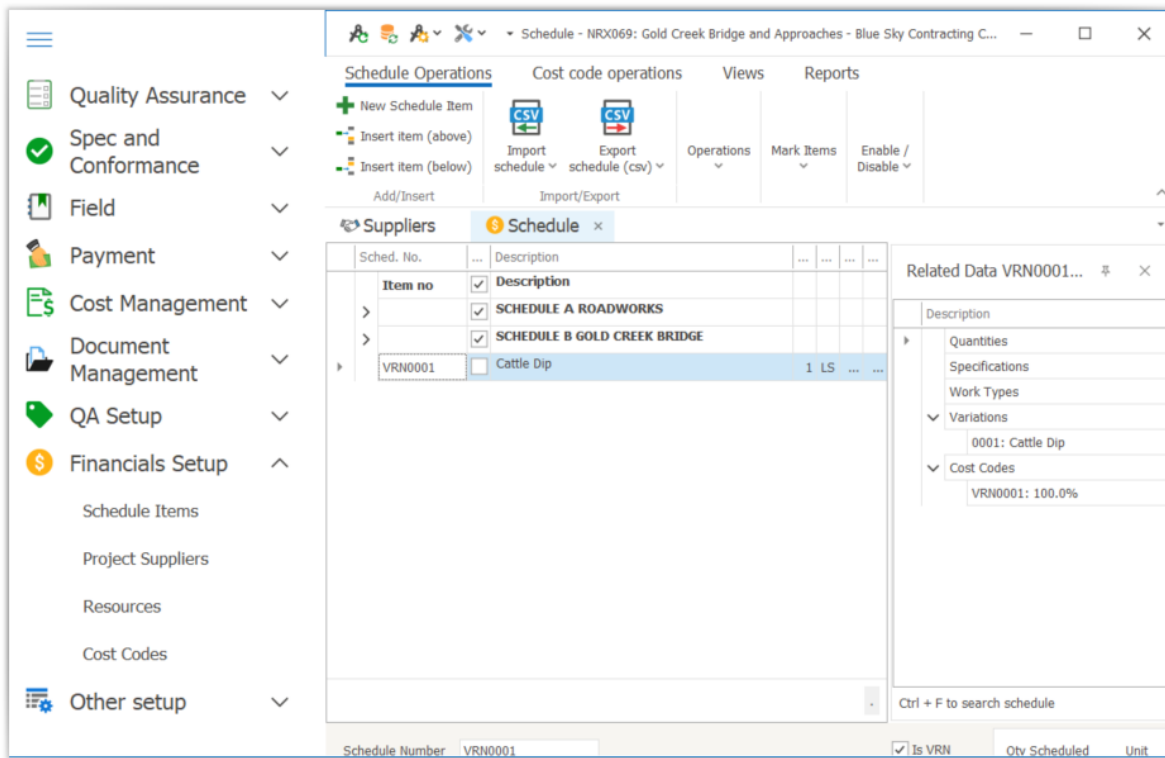 Schedule - NRX069: Gold Creek Bridge and Approaches - Blue Sky Contracting C...
Quality Assurance
Spec and
Conformance
Field
Payment
Cost Management
Document
Management
QA Setup
Financials Setup
Schedule Items
Project Suppliers
Resources
Cost Codes
Other setup
Schedule Operations Cost code operations Views Reports
New Schedule Item
Insert item (above)
Insert item (below)
Add/Insert
CSV
Import
schedule
CSV
Export
schedule (csv)
Import/Export
Operations
Mark Items
Enable /
Disable
Suppliers Schedule
Sched. No. ... Description ... ... ... ...
Item no Description
SCHEDULE A ROADWORKS
SCHEDULE B GOLD CREEK BRIDGE
VRN0001 Cattle Dip 1 LS ... ...
Related Data VRN0001...
Description
Quantities
Specifications
Work Types
Variations
0001: Cattle Dip
Cost Codes
VRN0001: 100.0%
Ctrl + F to search schedule
Schedule Number VRN0001 Is VRN Qty Scheduled Unit